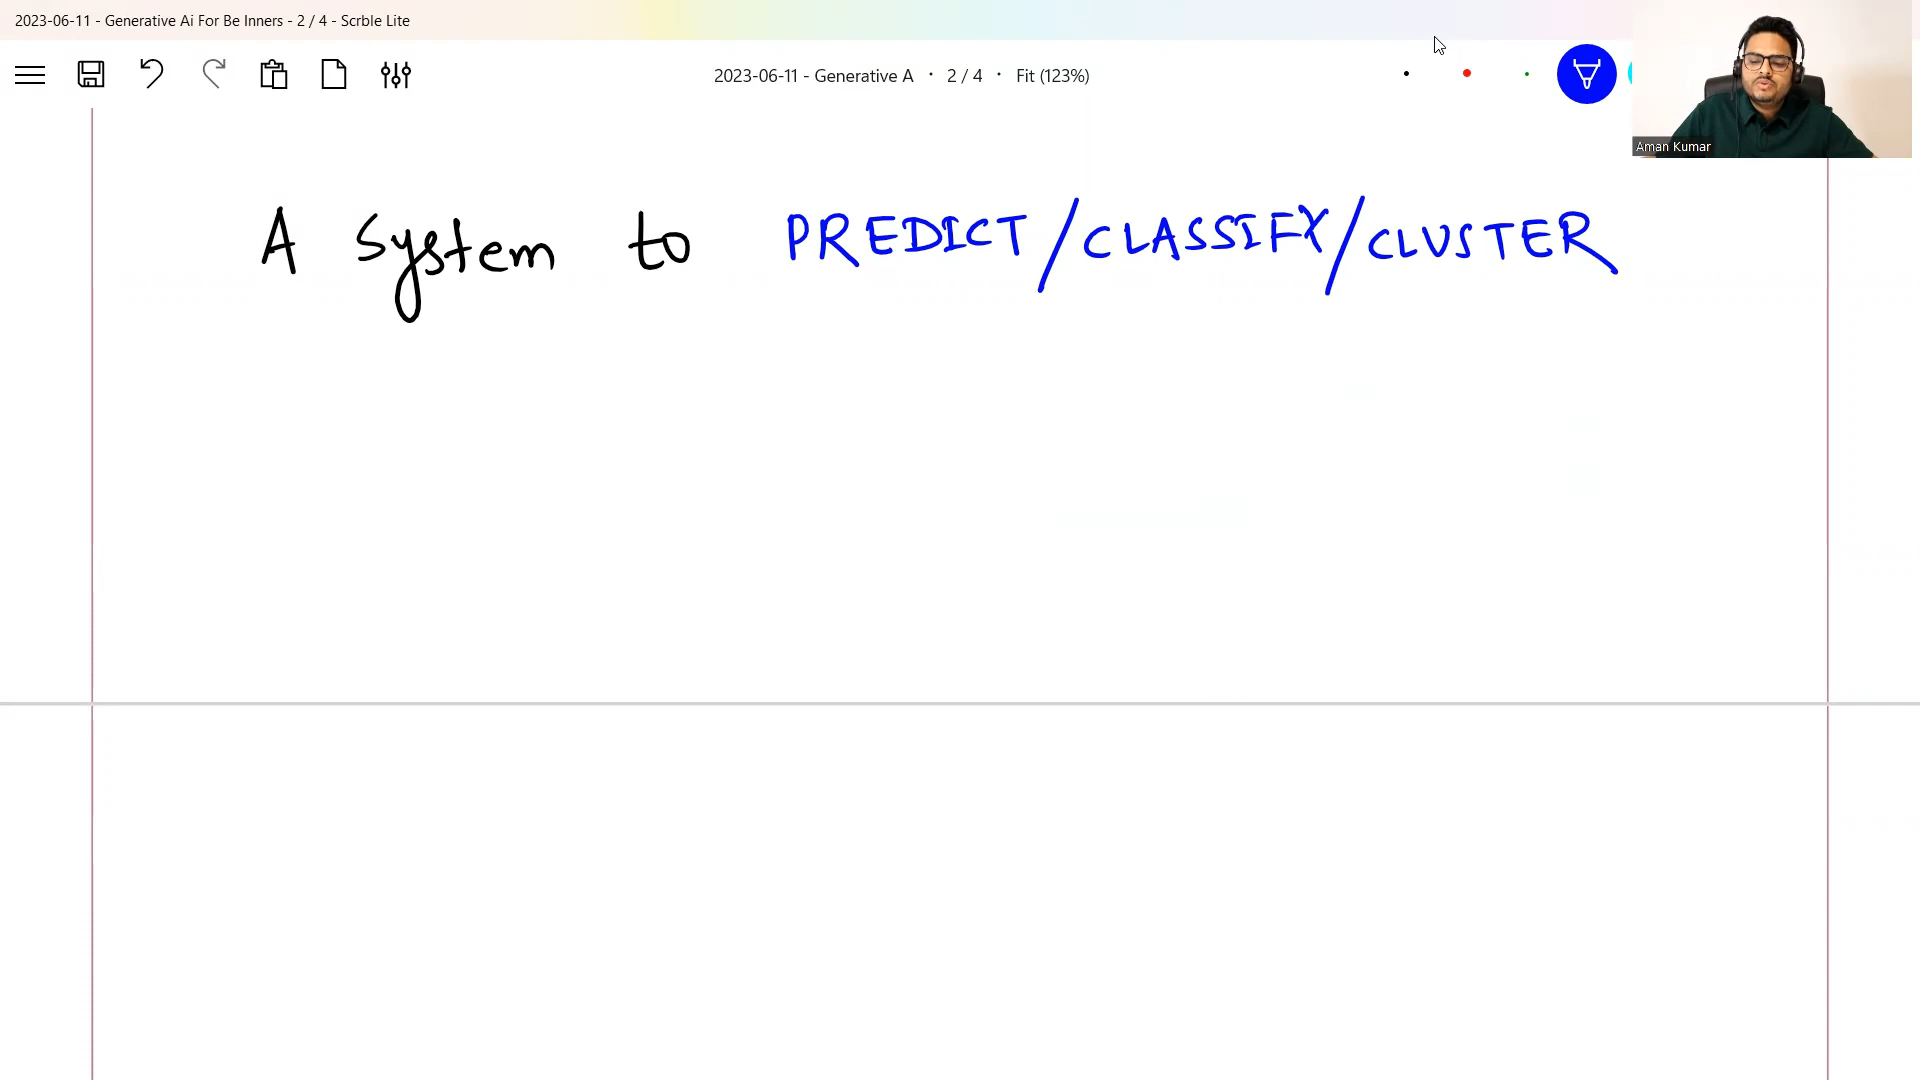 2023-06-11 - Generative Ai For Be Inners - 2 / 4 - Scrble Lite
2023-06-11 - Generative A • 2 / 4 • Fit (123%)
Aman Kumar
A System to PREDICT/CLASSIFY/CLUSTER